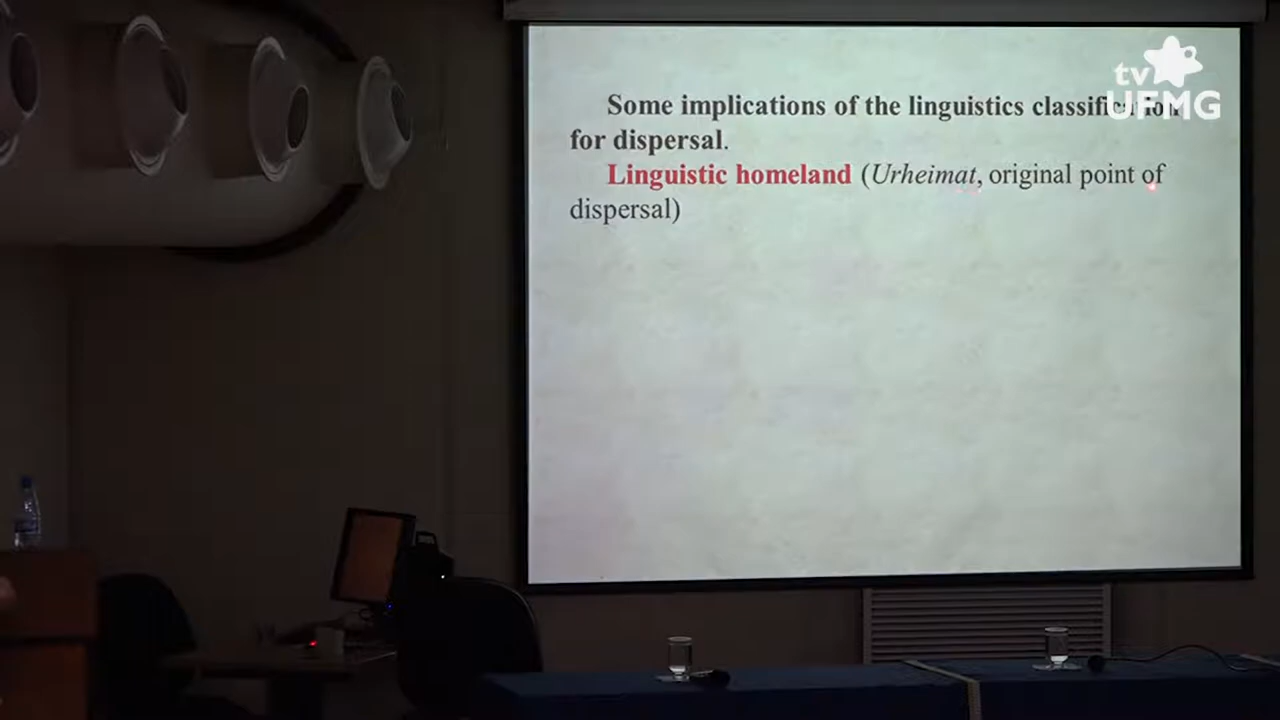 tv
UFMG
Some implications of the linguistics classification
for dispersal.
Linguistic homeland (Urheimat, original point of
dispersal)